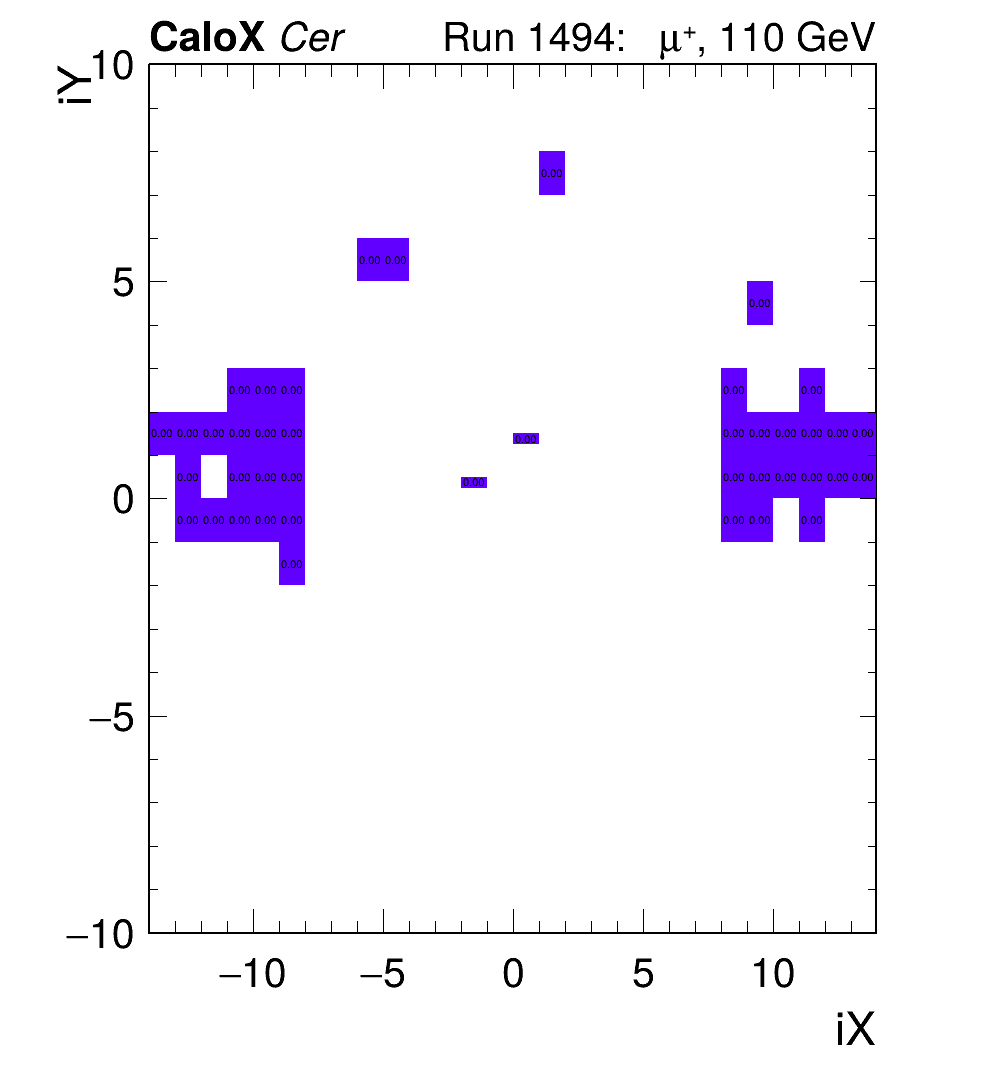 CaloX Cer Run 1494: μ+, 110 GeV
iY
10
0.00
0.00 0.00
5
0.00
0.00 0.00 0.00 0.00 0.00
0.00 0.00 0.00 0.00 0.00 0.00 0.00 0.00 0.00 0.00 0.00 0.00 0.00
0.00 0.00 0.00 0.00 0.00 0.00 0.00 0.00 0.00 0.00 0.00
0
0.00 0.00 0.00 0.00 0.00 0.00 0.00 0.00
0.00
−5
−10
−10 −5 0 5 10
iX